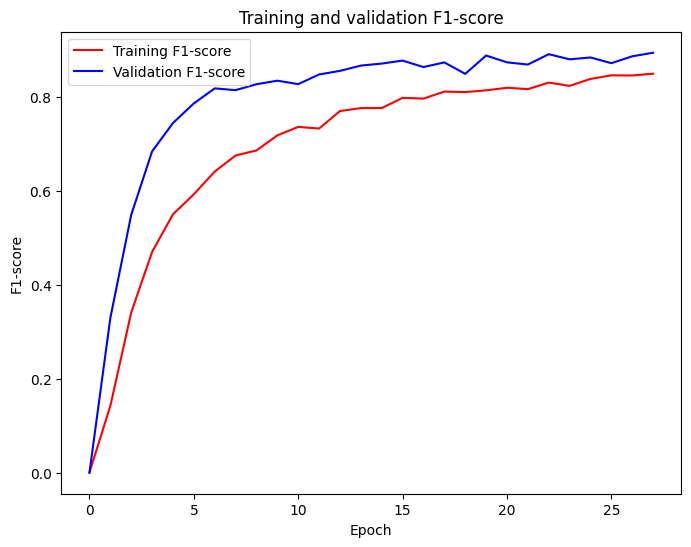 Training and validation F1-score
Training F1-score
Validation F1-score
F1-score
0.8
0.6
0.4
0.2
0.0
0 5 10 15 20 25
Epoch